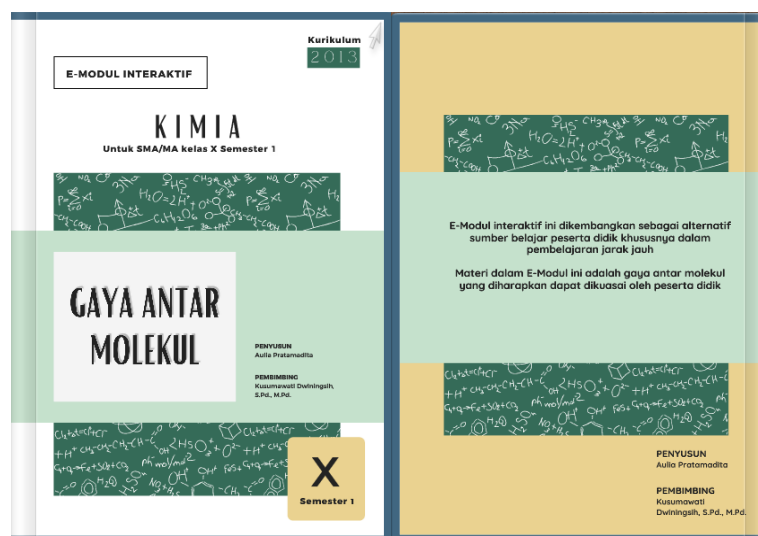 Kurikulum
2013
E-MODUL INTERAKTIF
KIMIA
Untuk SMA/MA kelas X Semester 1
GAYA ANTAR
MOLEKUL
PENYUSUN
Aulia Pratamadita
PEMBIMBING
Kusumawati Dwiningsih,
S.Pd., M.Pd.
X
Semester 1
E-Modul interaktif ini dikembangkan sebagai alternatif
sumber belajar peserta didik khususnya dalam
pembelajaran jarak jauh
Materi dalam E-Modul ini adalah gaya antar molekul
yang diharapkan dapat dikuasai oleh peserta didik
PENYUSUN
Aulia Pratamadita
PEMBIMBING
Kusumawati
Dwiningsih, S.Pd., M.Pd.